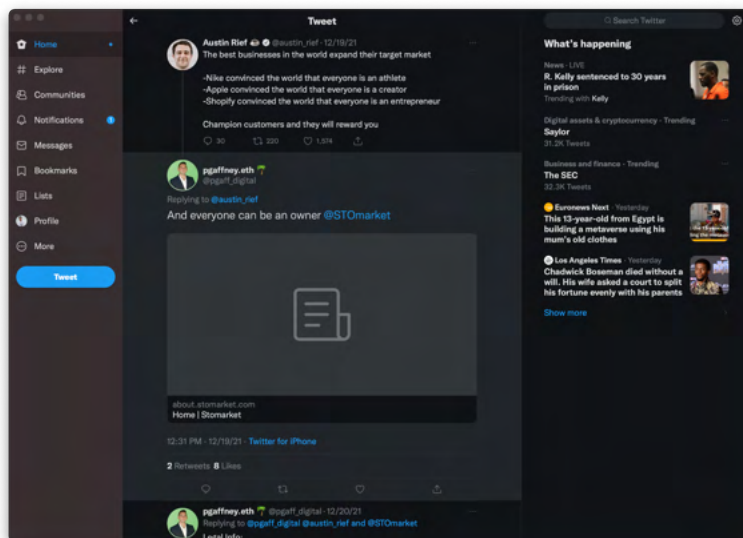 Tweet
Search Twitter
Home
Explore
Communities
Notifications
1
Messages
Bookmarks
Lists
Profile
More
Tweet
Austin Rief @austin_rief · 12/19/21
The best businesses in the world expand their target market
-Nike convinced the world that everyone is an athlete
-Apple convinced the world that everyone is a creator
-Shopify convinced the world that everyone is an entrepreneur
Champion customers and they will reward you
30 220 1,574
pgaffney.eth
@pgaff_digital
Replying to @austin_rief
And everyone can be an owner @STOmarket
about.stomarket.com
Home | Stomarket
12:31 PM · 12/19/21 · Twitter for iPhone
2 Retweets 8 Likes
pgaffney.eth @pgaff_digital · 12/20/21
Replying to @pgaff_digital @austin_rief and @STOmarket
Legal Info:
What's happening
News · LIVE
R. Kelly sentenced to 30 years
in prison
Trending with Kelly
Digital assets & cryptocurrency · Trending
Saylor
31.2K Tweets
Business and finance · Trending
The SEC
32.3K Tweets
Euronews Next · Yesterday
This 13-year-old from Egypt is
building a metaverse using his
mum's old clothes
Los Angeles Times · Yesterday
Chadwick Boseman died without a
will. His wife asked a court to split
his fortune evenly with his parents
Show more